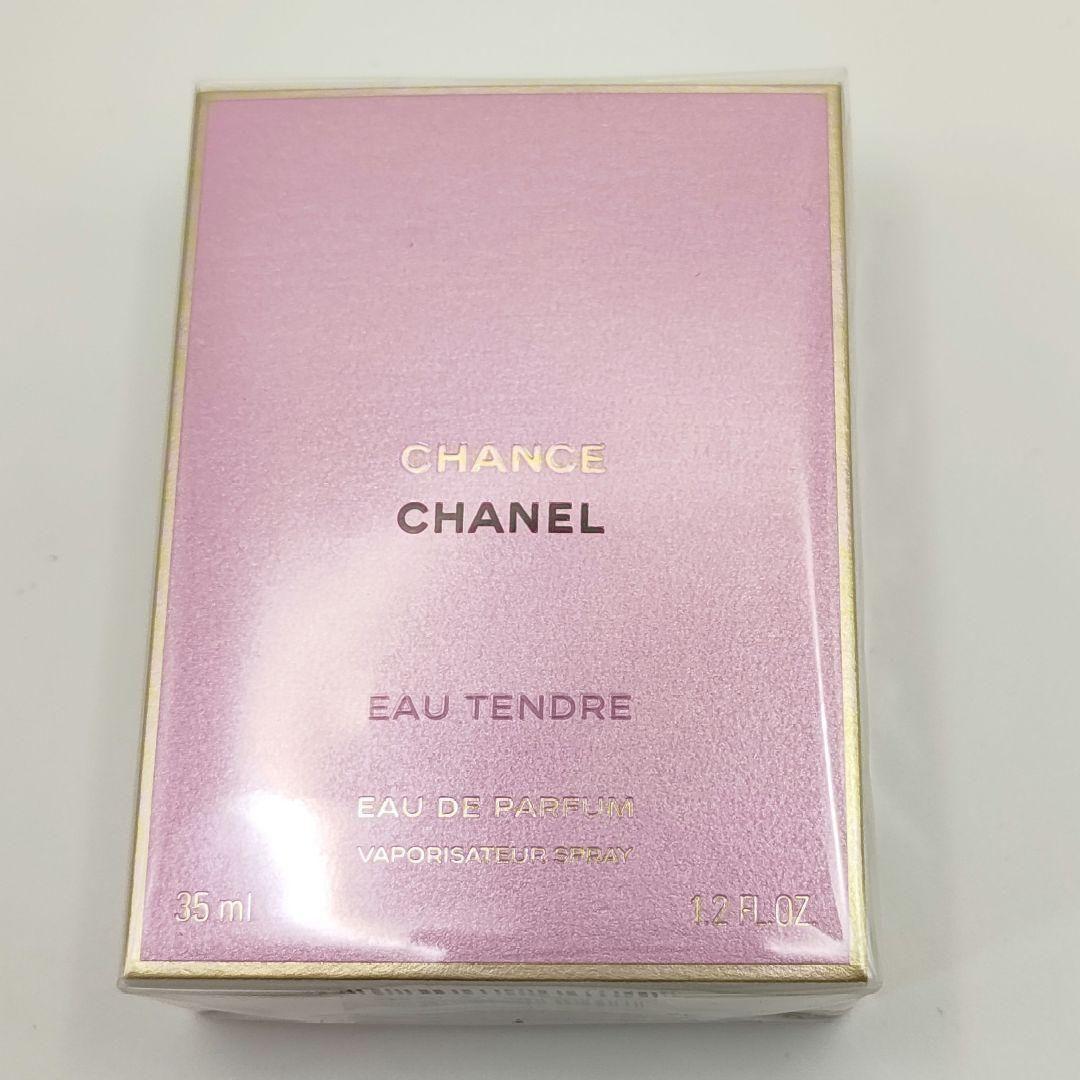 CHANCE
CHANEL
EAU TENDRE
EAU DE PARFUM
VAPORISATEUR SPRAY
35 ml
1.2 FL.OZ.